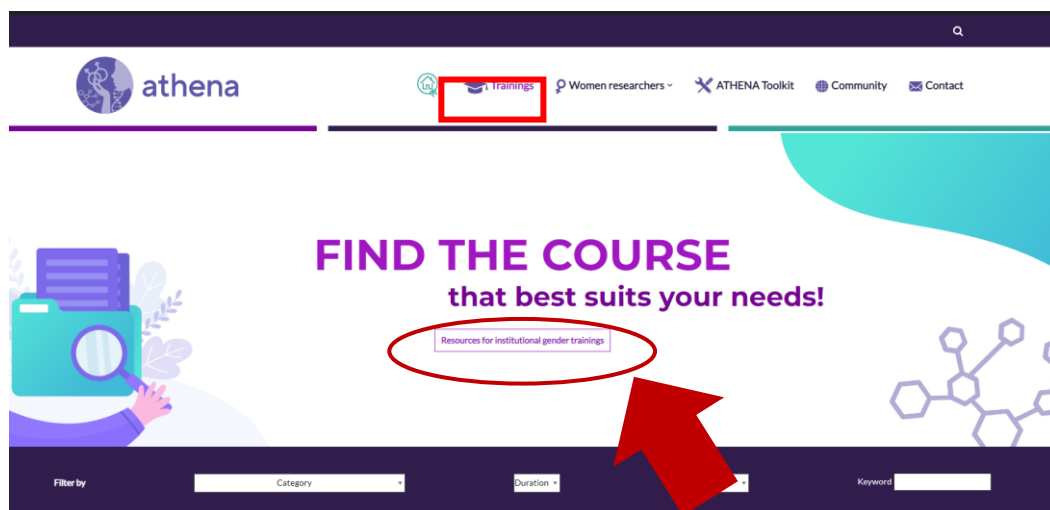 athena
Trainings
Women researchers
ATHENA Toolkit
Community
Contact
FIND THE COURSE
that best suits your needs!
Resources for institutional gender trainings
Filter by
Category
Duration
Keyword